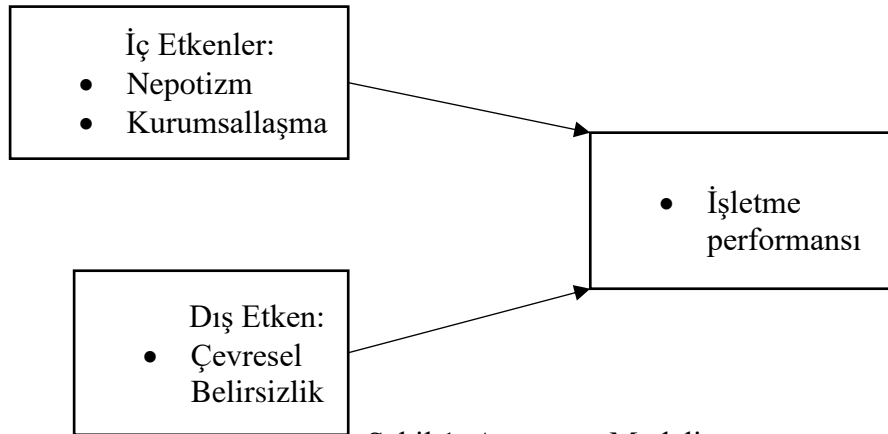 İç Etkenler:
• Nepotizm
• Kurumsallaşma
• İşletme
performansı
Dış Etken:
• Çevresel
Belirsizlik